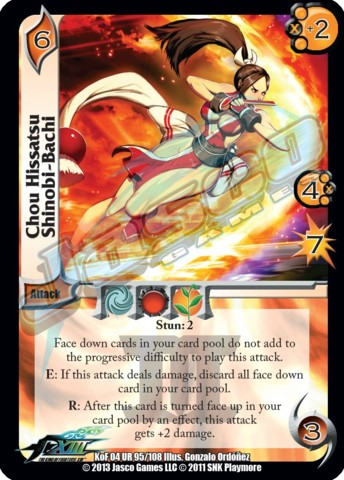 6
+2
Chou Hissatsu
Shinobi-Bachi
4
7
Attack
Stun: 2
Face down cards in your card pool do not add to
the progressive difficulty to play this attack.
E: If this attack deals damage, discard all face down
card in your card pool.
R: After this card is turned face up in your
card pool by an effect, this attack
gets +2 damage.
3
XIII
KoF.04 UR 95/108 Illus. Gonzalo Ordóñez
© 2013 Jasco Games LLC © 2011 SNK Playmore
Jasco
GAMES